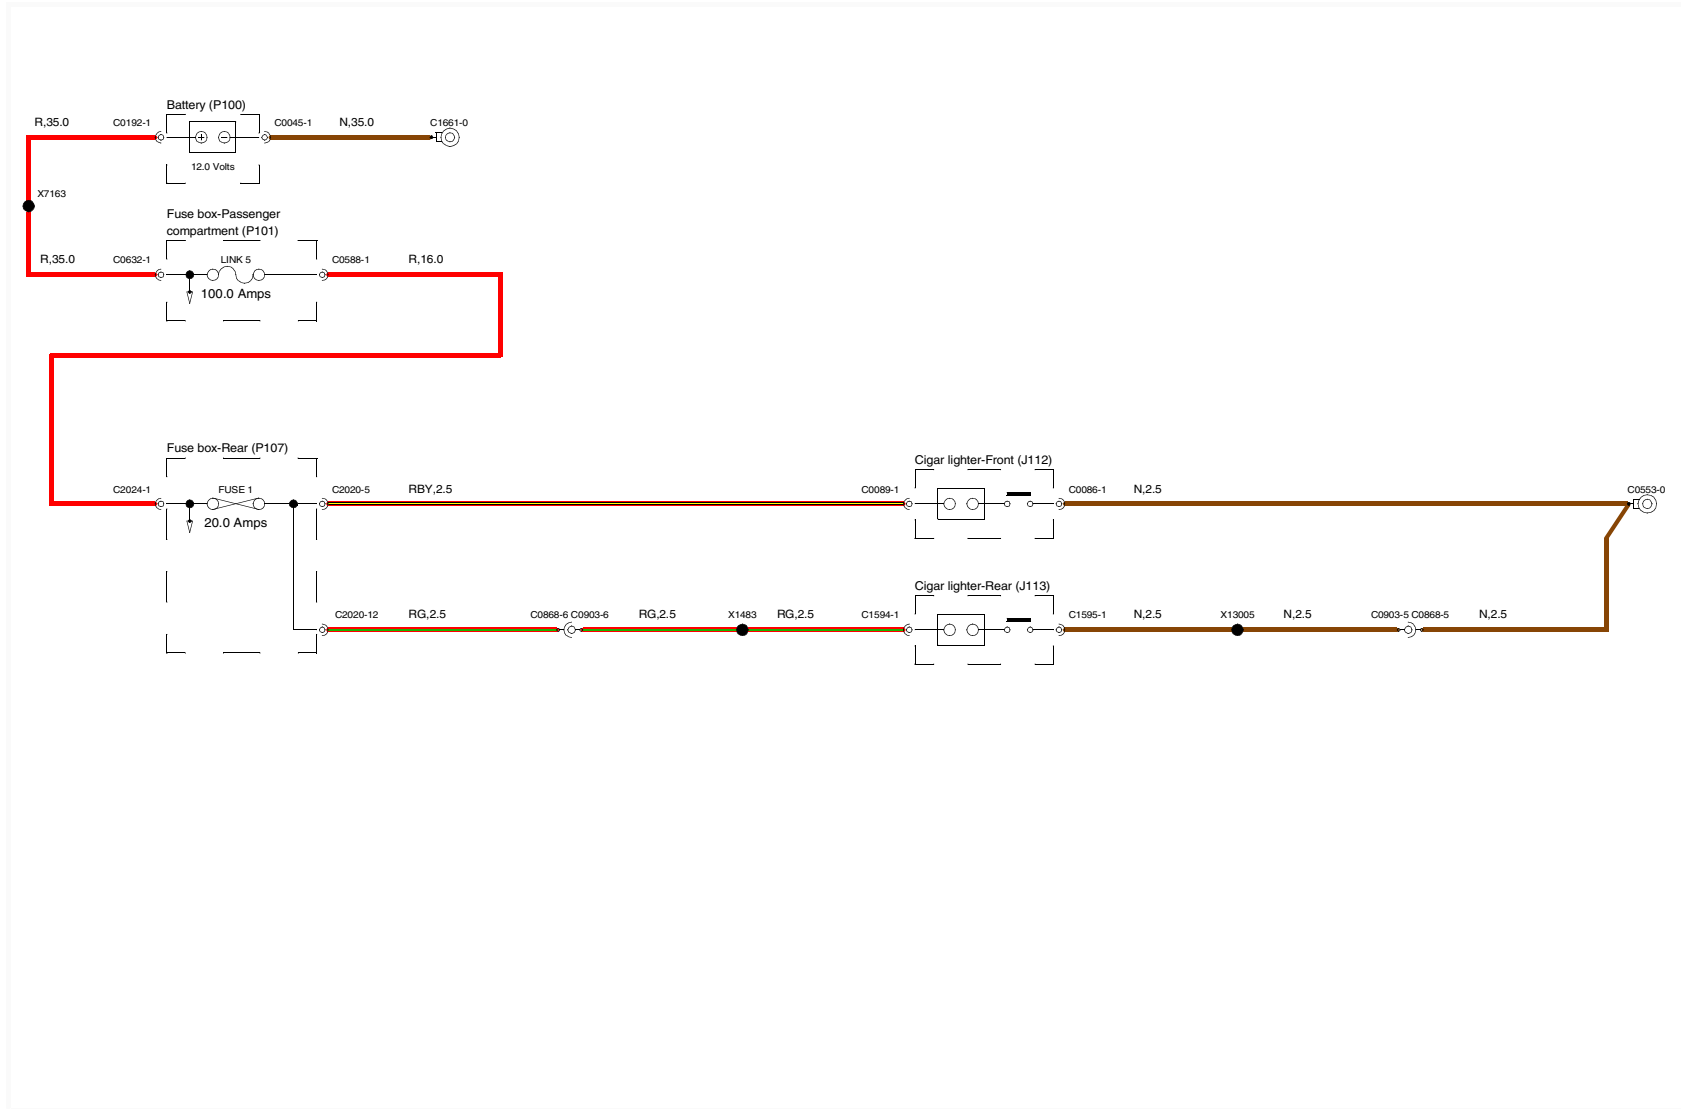 Battery (P100)
R,35.0
C0192-1
C0045-1
N,35.0
C1661-0
12.0 Volts
X7163
Fuse box-Passenger
compartment (P101)
R,35.0
C0632-1
LINK 5
C0588-1
R,16.0
100.0 Amps
Fuse box-Rear (P107)
Cigar lighter-Front (J112)
C2024-1
FUSE 1
C2020-5
RBY,2.5
C0089-1
C0086-1
N,2.5
C0553-0
20.0 Amps
Cigar lighter-Rear (J113)
C2020-12
RG,2.5
C0868-6 C0903-6
RG,2.5
X1483
RG,2.5
C1594-1
C1595-1
N,2.5
X13005
N,2.5
C0903-5 C0868-5
N,2.5